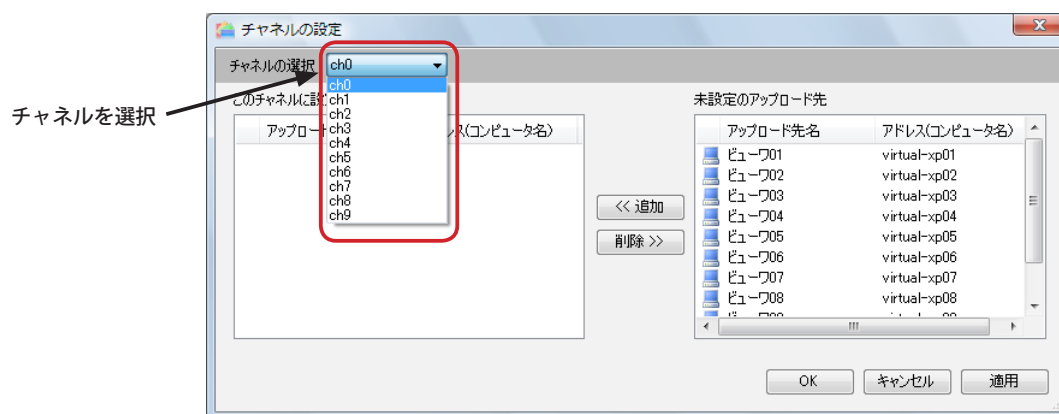 チャネルの設定
チャネルの選択 ch0
ch0
ch1
ch2
ch3
ch4
ch5
ch6
ch7
ch8
ch9
チャネルを選択
このチャネルに設
アップロード
レス(コンピュータ名)
<< 追加
削除 >>
未設定のアップロード先
アップロード先名 アドレス(コンピュータ名)
ビューワ01 virtual-xp01
ビューワ02 virtual-xp02
ビューワ03 virtual-xp03
ビューワ04 virtual-xp04
ビューワ05 virtual-xp05
ビューワ06 virtual-xp06
ビューワ07 virtual-xp07
ビューワ08 virtual-xp08
OK キャンセル 適用